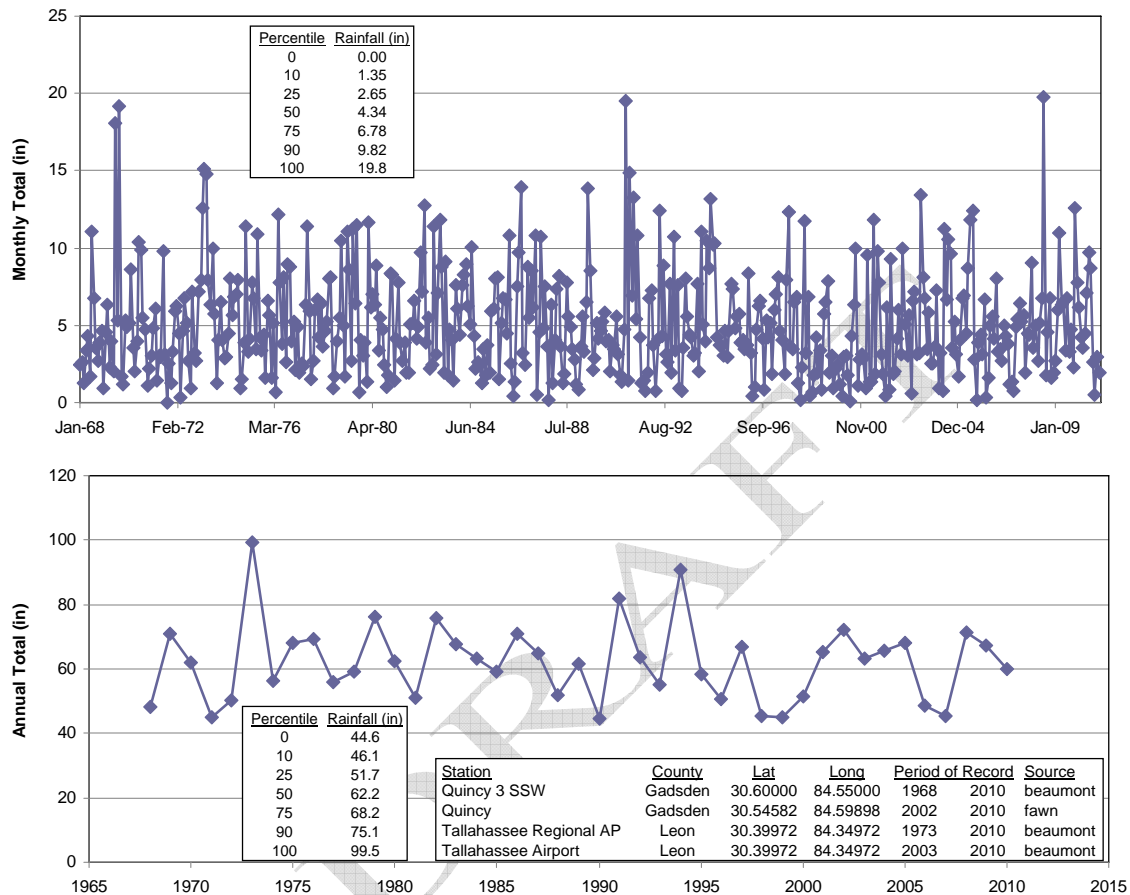 25
20
15
10
5
0
Monthly Total (in)
Percentile Rainfall (in)
0 0.00
10 1.35
25 2.65
50 4.34
75 6.78
90 9.82
100 19.8
Jan-68 Feb-72 Mar-76 Apr-80 Jun-84 Jul-88 Aug-92 Sep-96 Nov-00 Dec-04 Jan-09
120
100
80
60
40
20
0
Annual Total (in)
Percentile Rainfall (in)
0 44.6
10 46.1
25 51.7
50 62.2
75 68.2
90 75.1
100 99.5
Station County Lat Long Period of Record Source
Quincy 3 SSW Gadsden 30.60000 84.55000 1968 2010 beaumont
Quincy Gadsden 30.54582 84.59898 2002 2010 fawn
Tallahassee Regional AP Leon 30.39972 84.34972 1973 2010 beaumont
Tallahassee Airport Leon 30.39972 84.34972 2003 2010 beaumont
1965 1970 1975 1980 1985 1990 1995 2000 2005 2010 2015
DRAFT